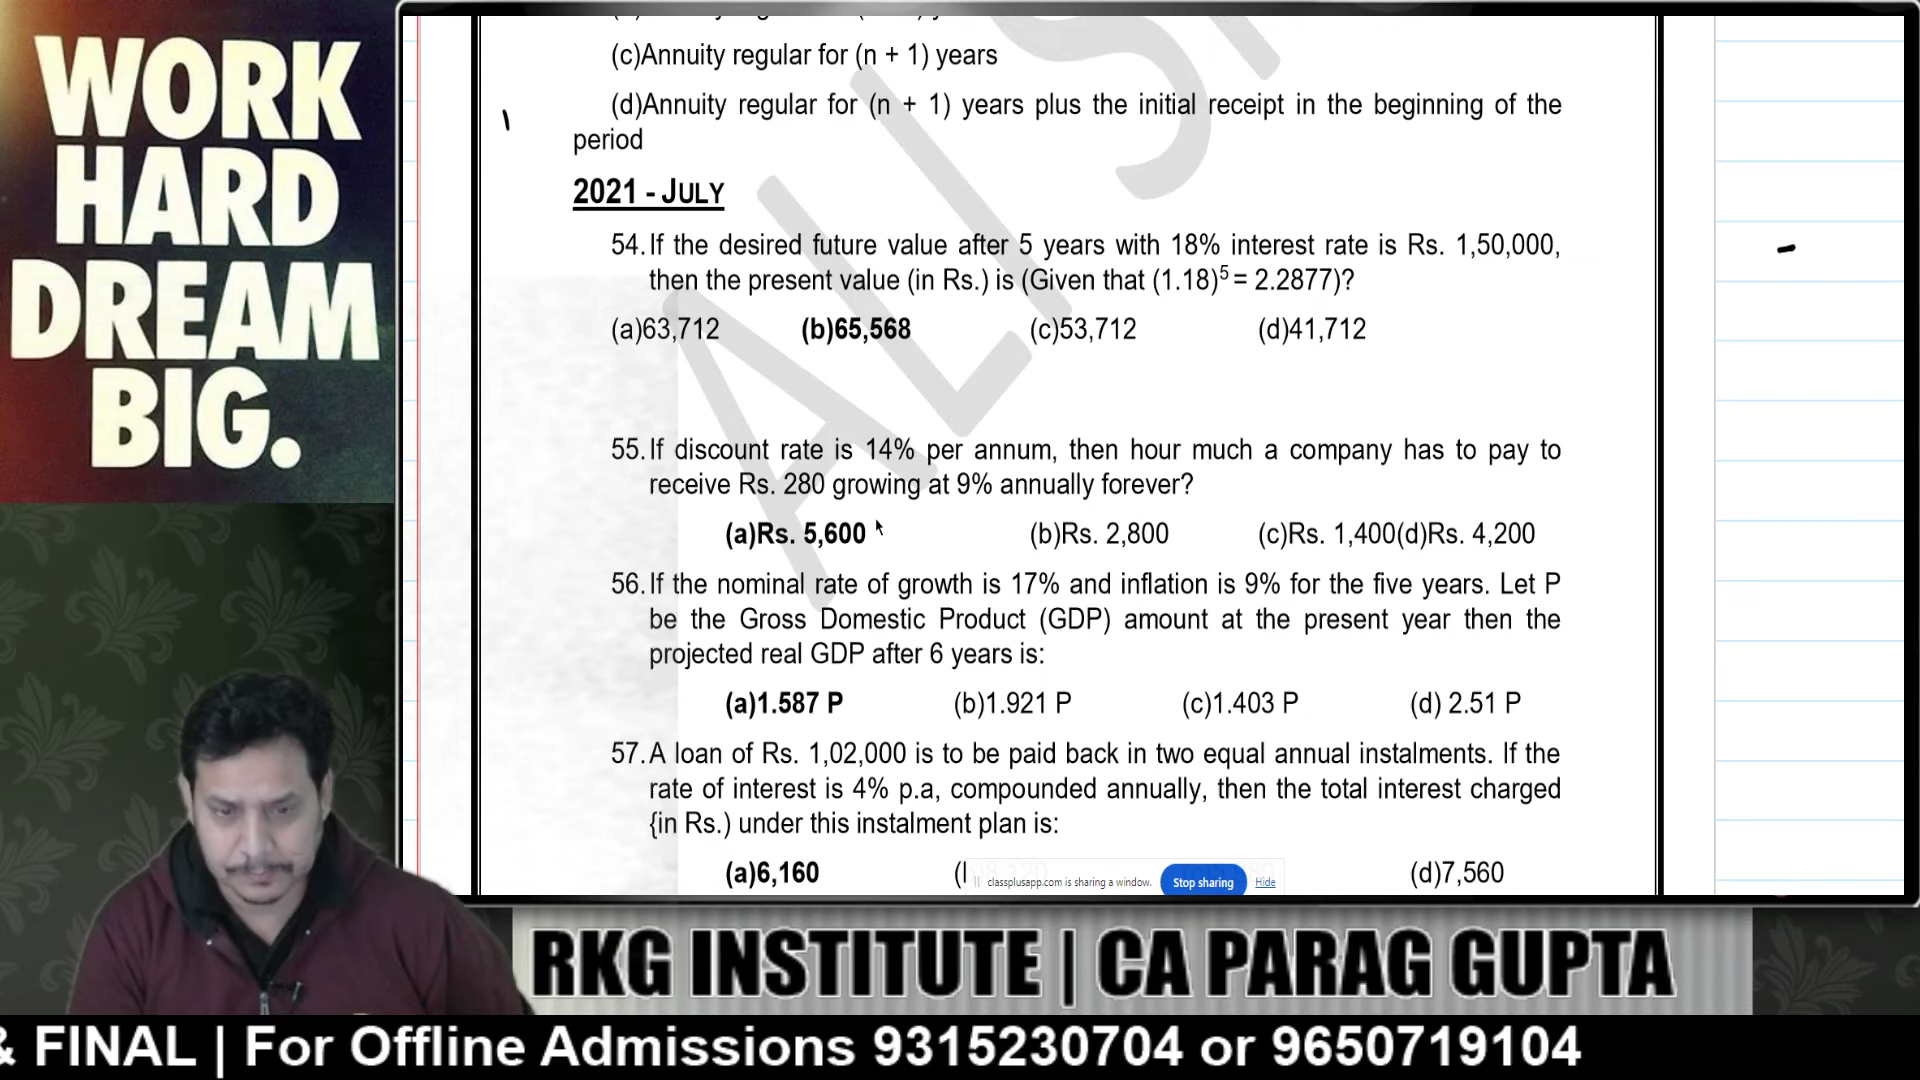 WORK
HARD
DREAM
BIG.
(c)Annuity regular for (n + 1) years
(d)Annuity regular for (n + 1) years plus the initial receipt in the beginning of the
period
2021 - JULY
54. If the desired future value after 5 years with 18% interest rate is Rs. 1,50,000,
then the present value (in Rs.) is (Given that (1.18)⁵ = 2.2877)?
(a)63,712 (b)65,568 (c)53,712 (d)41,712
55. If discount rate is 14% per annum, then hour much a company has to pay to
receive Rs. 280 growing at 9% annually forever?
(a)Rs. 5,600 (b)Rs. 2,800 (c)Rs. 1,400(d)Rs. 4,200
56. If the nominal rate of growth is 17% and inflation is 9% for the five years. Let P
be the Gross Domestic Product (GDP) amount at the present year then the
projected real GDP after 6 years is:
(a)1.587 P (b)1.921 P (c)1.403 P (d) 2.51 P
57. A loan of Rs. 1,02,000 is to be paid back in two equal annual instalments. If the
rate of interest is 4% p.a, compounded annually, then the total interest charged
{in Rs.) under this instalment plan is:
(a)6,160 (d)7,560
classplusapp.com is sharing a window. Stop sharing Hide
RKG INSTITUTE | CA PARAG GUPTA
& FINAL | For Offline Admissions 9315230704 or 9650719104